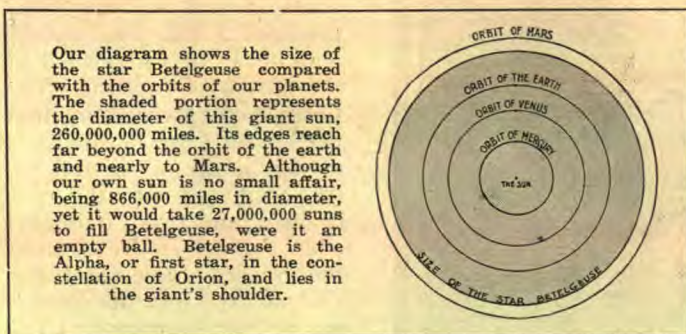 Our diagram shows the size of
the star Betelgeuse compared
with the orbits of our planets.
The shaded portion represents
the diameter of this giant sun,
260,000,000 miles. Its edges reach
far beyond the orbit of the earth
and nearly to Mars. Although
our own sun is no small affair,
being 866,000 miles in diameter,
yet it would take 27,000,000 suns
to fill Betelgeuse, were it an
empty ball. Betelgeuse is the
Alpha, or first star, in the con-
stellation of Orion, and lies in
the giant's shoulder.
ORBIT OF MARS
ORBIT OF THE EARTH
ORBIT OF VENUS
ORBIT OF MERCURY
THE SUN
SIZE OF THE STAR BETELGEUSE